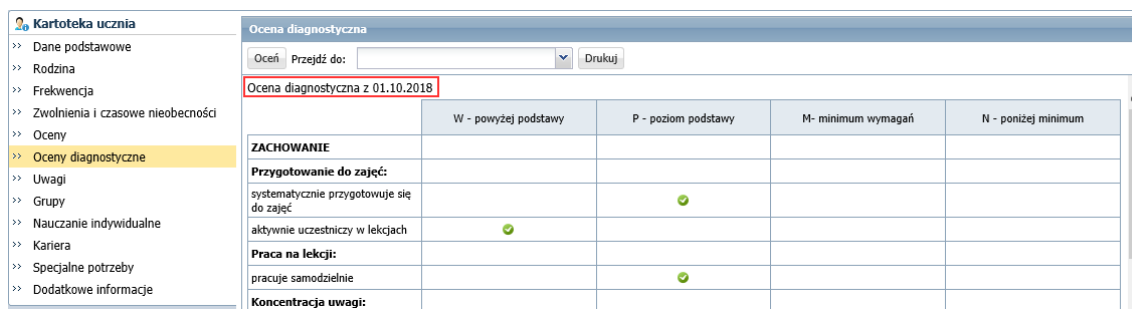 Kartoteka ucznia
Dane podstawowe
Rodzina
Frekwencja
Zwolnienia i czasowe nieobecności
Oceny
Oceny diagnostyczne
Uwagi
Grupy
Nauczanie indywidualne
Kariera
Specjalne potrzeby
Dodatkowe informacje
Ocena diagnostyczna
Oceń Przejdź do: Drukuj
Ocena diagnostyczna z 01.10.2018
W - powyżej podstawy P - poziom podstawy M- minimum wymagań N - poniżej minimum
ZACHOWANIE
Przygotowanie do zajęć:
systematycznie przygotowuje się
do zajęć
aktywnie uczestniczy w lekcjach
Praca na lekcji:
pracuje samodzielnie
Koncentracja uwagi: